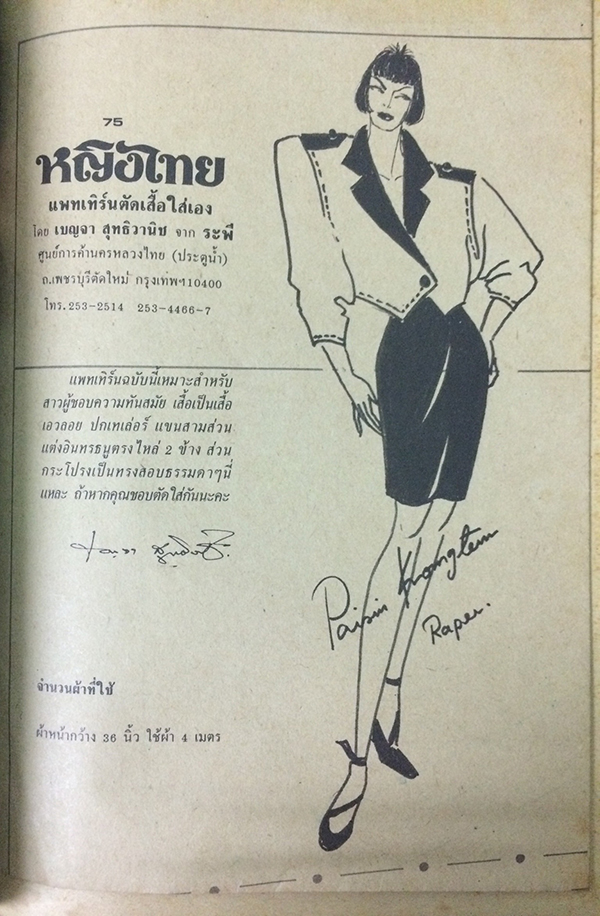 75
หญิงไทย
แพทเทิร์นตัดเสื้อใส่เอง
โดย เบญจา สุทธิวานิช จาก ระพี
ศูนย์การค้านครหลวงไทย (ประตูน้ำ)
ถ.เพชรบุรีตัดใหม่ กรุงเทพฯ10400
โทร.253-2514 253-4466-7
แพทเทิร์นฉบับนี้เหมาะสำหรับ
สาวผู้ชอบความทันสมัย เสื้อเป็นเสื้อ
เอวลอย ปกเทเล่อร์ แขนสามส่วน
แต่งอินทรธนูตรงไหล่ 2 ข้าง ส่วน
กระโปรงเป็นทรงสอบธรรมดาๆนี่
แหละ ถ้าหากคุณชอบตัดใส่กันนะคะ
Paisin
จำนวนผ้าที่ใช้
ผ้าหน้ากว้าง 36 นิ้ว ใช้ผ้า 4 เมตร